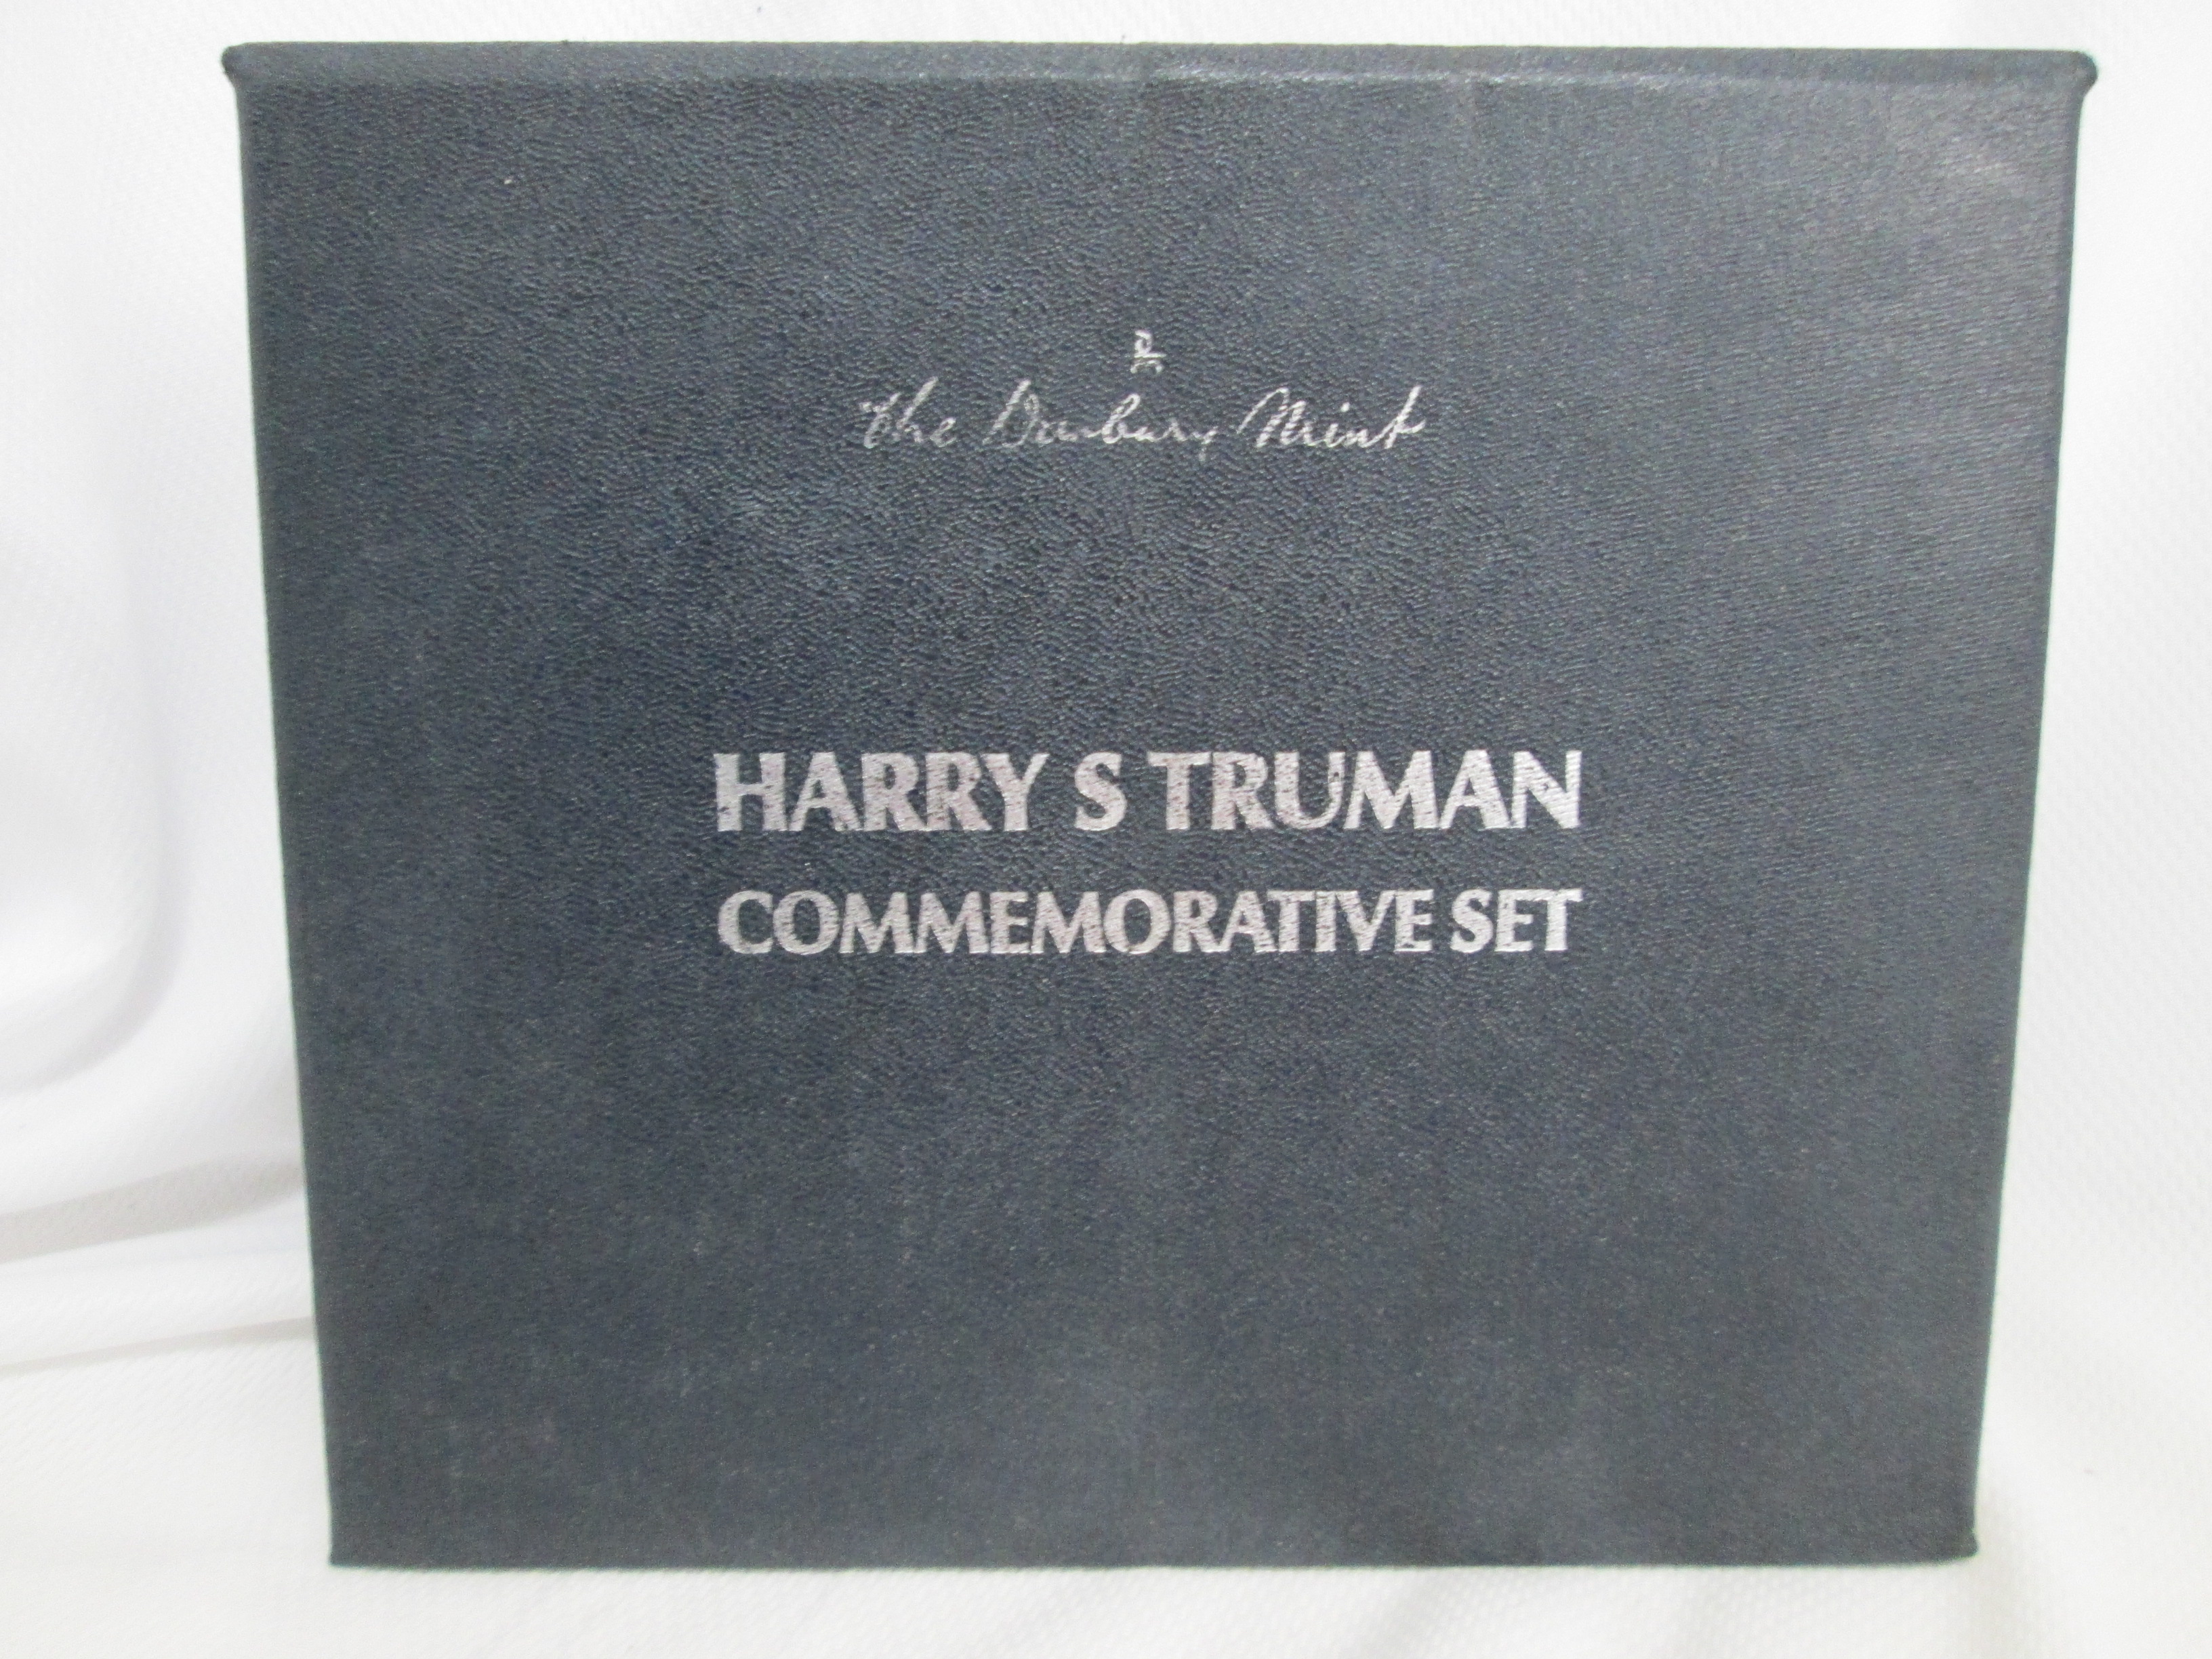 The Danbury Mint
HARRY S TRUMAN
COMMEMORATIVE SET